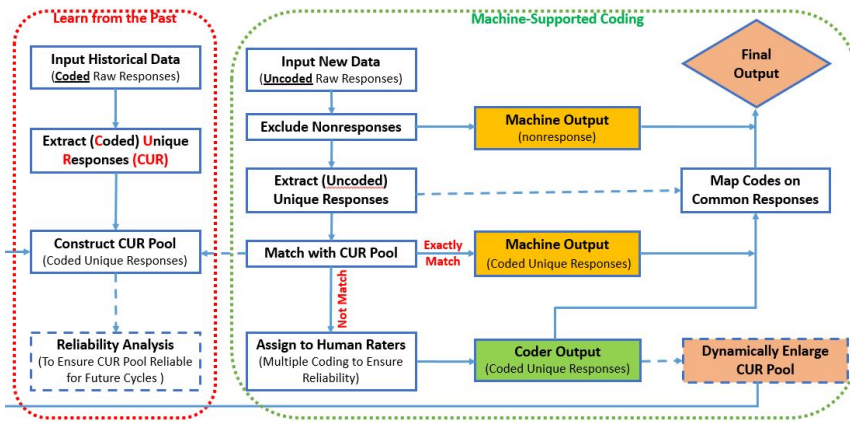 Learn from the Past
Input Historical Data
(Coded Raw Responses)
Extract (Coded) Unique
Responses (CUR)
Construct CUR Pool
(Coded Unique Responses)
Reliability Analysis
(To Ensure CUR Pool Reliable
for Future Cycles )
Machine-Supported Coding
Input New Data
(Uncoded Raw Responses)
Exclude Nonresponses
Machine Output
(nonresponse)
Final
Output
Extract (Uncoded)
Unique Responses
Map Codes on
Common Responses
Match with CUR Pool
Exactly
Match
Machine Output
(Coded Unique Responses)
Not Match
Assign to Human Raters
(Multiple Coding to Ensure
Reliability)
Coder Output
(Coded Unique Responses)
Dynamically Enlarge
CUR Pool